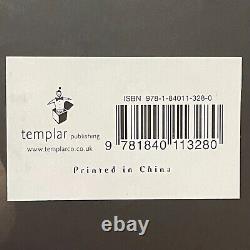 ISBN 978-1-84011-328-0
templar publishing
www.templarco.co.uk
9 781840 113280
Printed in China